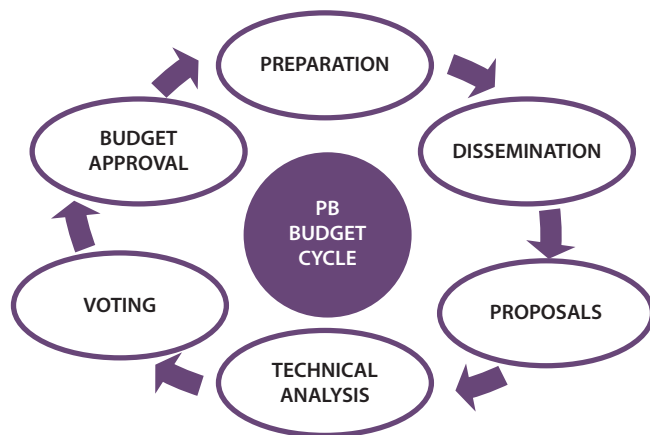 PREPARATION
DISSEMINATION
PROPOSALS
TECHNICAL
ANALYSIS
VOTING
BUDGET
APPROVAL
PB
BUDGET
CYCLE